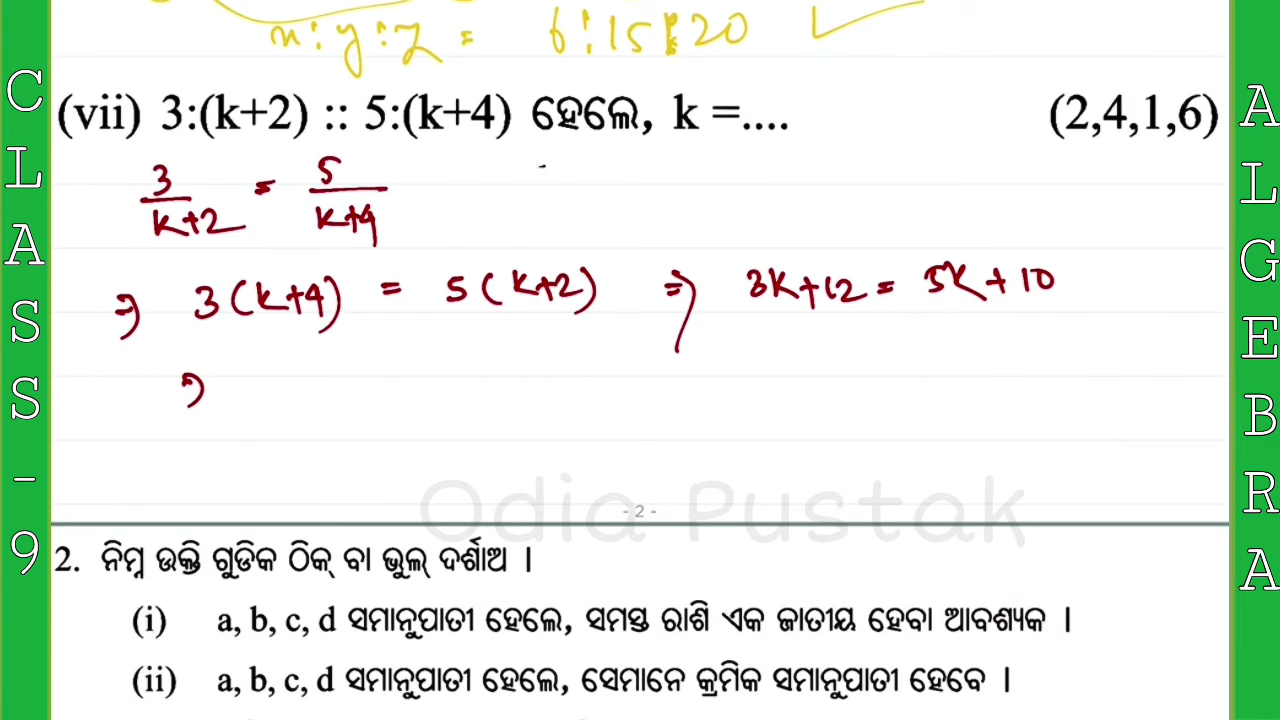 x : y : z = 6 : 15 : 20
(vii) 3:(k+2) :: 5:(k+4) ହେଲେ, k =.... (2,4,1,6)
3/k+2 = 5/k+4
⇒ 3(k+4) = 5(k+2) ⇒ 3k+12 = 5k+10
⇒
Odia Pustak
- 2 -
2. ନିମ୍ନ ଉକ୍ତି ଗୁଡିକ ଠିକ୍ ବା ଭୁଲ୍ ଦର୍ଶାଅ ।
(i) a, b, c, d ସମାନୁପାତୀ ହେଲେ, ସମସ୍ତ ରାଶି ଏକ ଜାତୀୟ ହେବା ଆବଶ୍ୟକ ।
(ii) a, b, c, d ସମାନୁପାତୀ ହେଲେ, ସେମାନେ କ୍ରମିକ ସମାନୁପାତୀ ହେବେ ।
CLASS-9
ALGEBRA